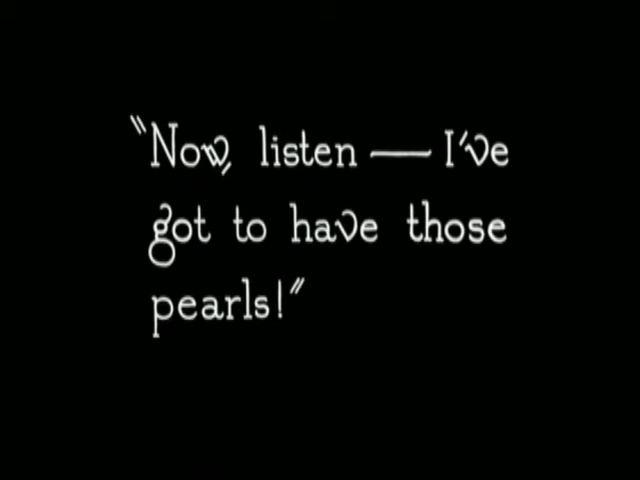 "Now, listen — I've
got to have those
pearls!"